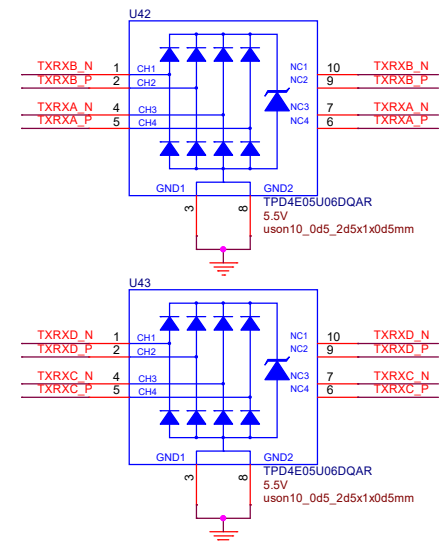 U42
TXRXB_N 1 CH1 NC1 10 TXRXB_N
TXRXB_P 2 CH2 NC2 9 TXRXB_P
TXRXA_N 4 CH3 NC3 7 TXRXA_N
TXRXA_P 5 CH4 NC4 6 TXRXA_P
GND1 GND2
3 8
TPD4E05U06DQAR
5.5V
uson10_0d5_2d5x1x0d5mm
U43
TXRXD_N 1 CH1 NC1 10 TXRXD_N
TXRXD_P 2 CH2 NC2 9 TXRXD_P
TXRXC_N 4 CH3 NC3 7 TXRXC_N
TXRXC_P 5 CH4 NC4 6 TXRXC_P
GND1 GND2
3 8
TPD4E05U06DQAR
5.5V
uson10_0d5_2d5x1x0d5mm